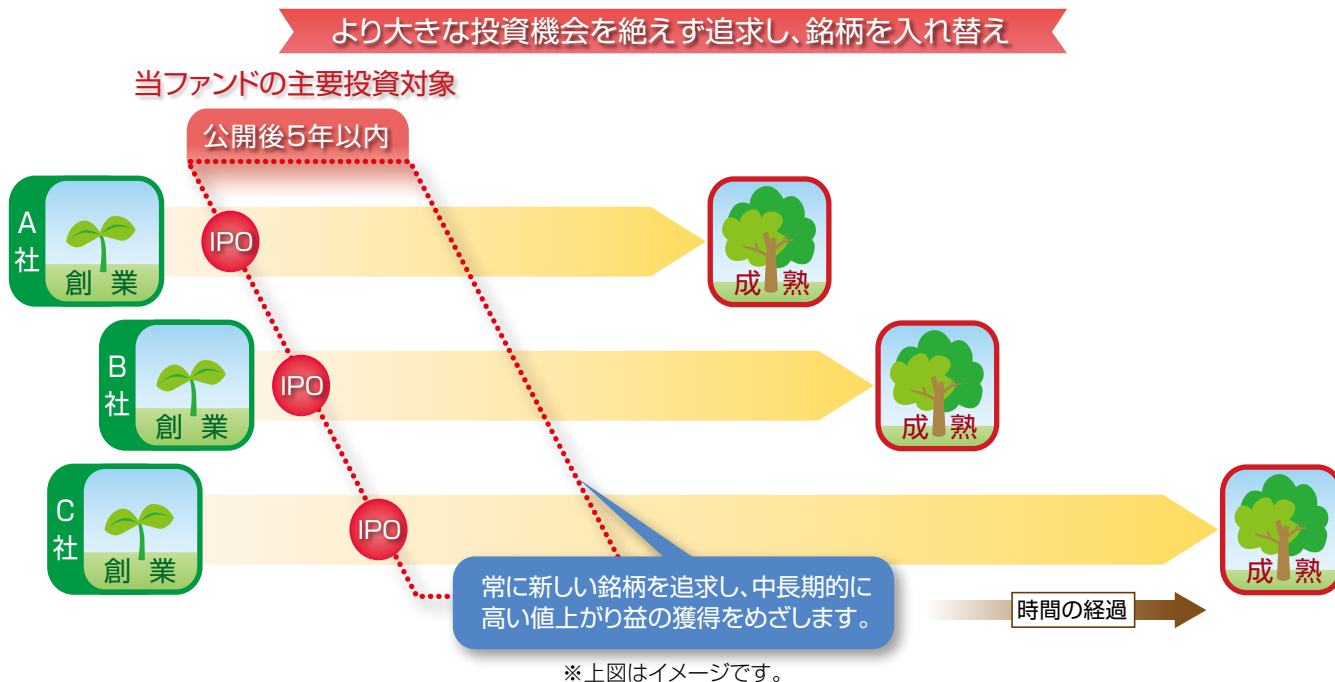 より大きな投資機会を絶えず追求し、銘柄を入れ替え
当ファンドの主要投資対象
公開後5年以内
A社
創業
IPO
成熟
B社
創業
IPO
成熟
C社
創業
IPO
成熟
常に新しい銘柄を追求し、中長期的に
高い値上がり益の獲得をめざします。
時間の経過
※上図はイメージです。